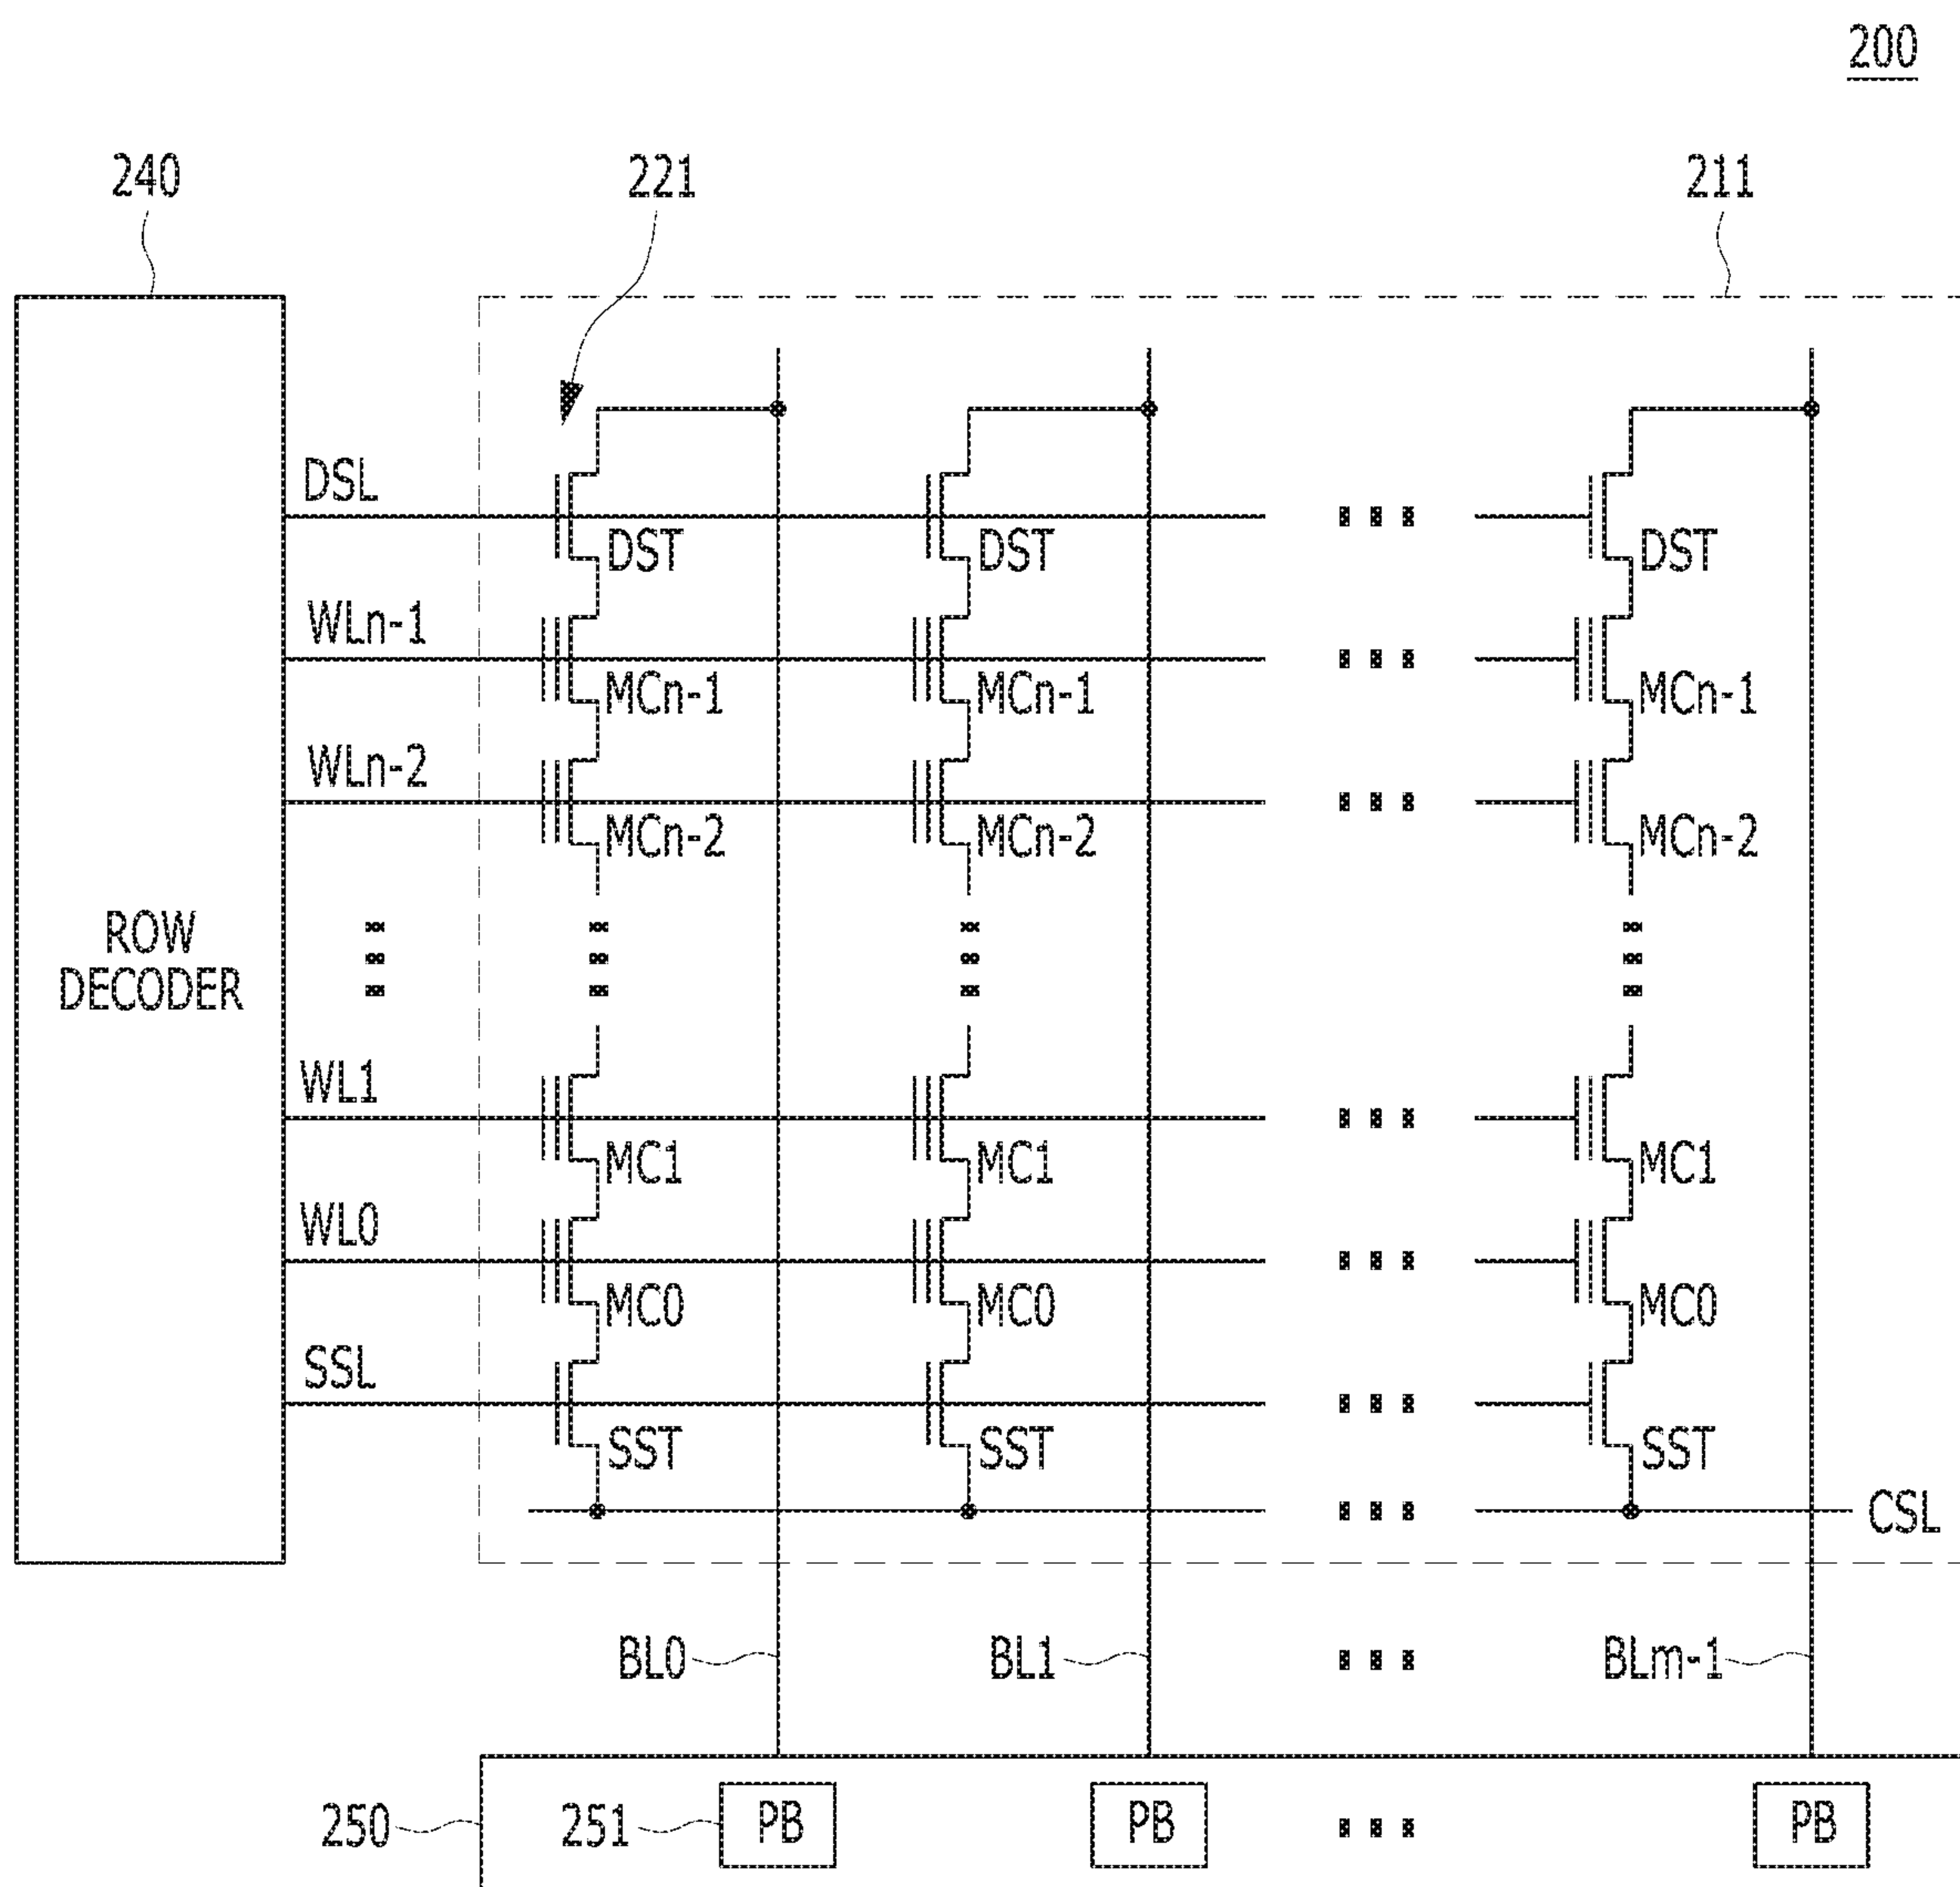 200
240 221 211
DSL
DST DST DST
WLn-1
MCn-1 MCn-1 MCn-1
WLn-2
MCn-2 MCn-2 MCn-2
ROW
DECODER
WL1
MC1 MC1 MC1
WL0
MC0 MC0 MC0
SSL
SST SST SST
CSL
BL0 BL1 BLm-1
250 251 PB PB PB